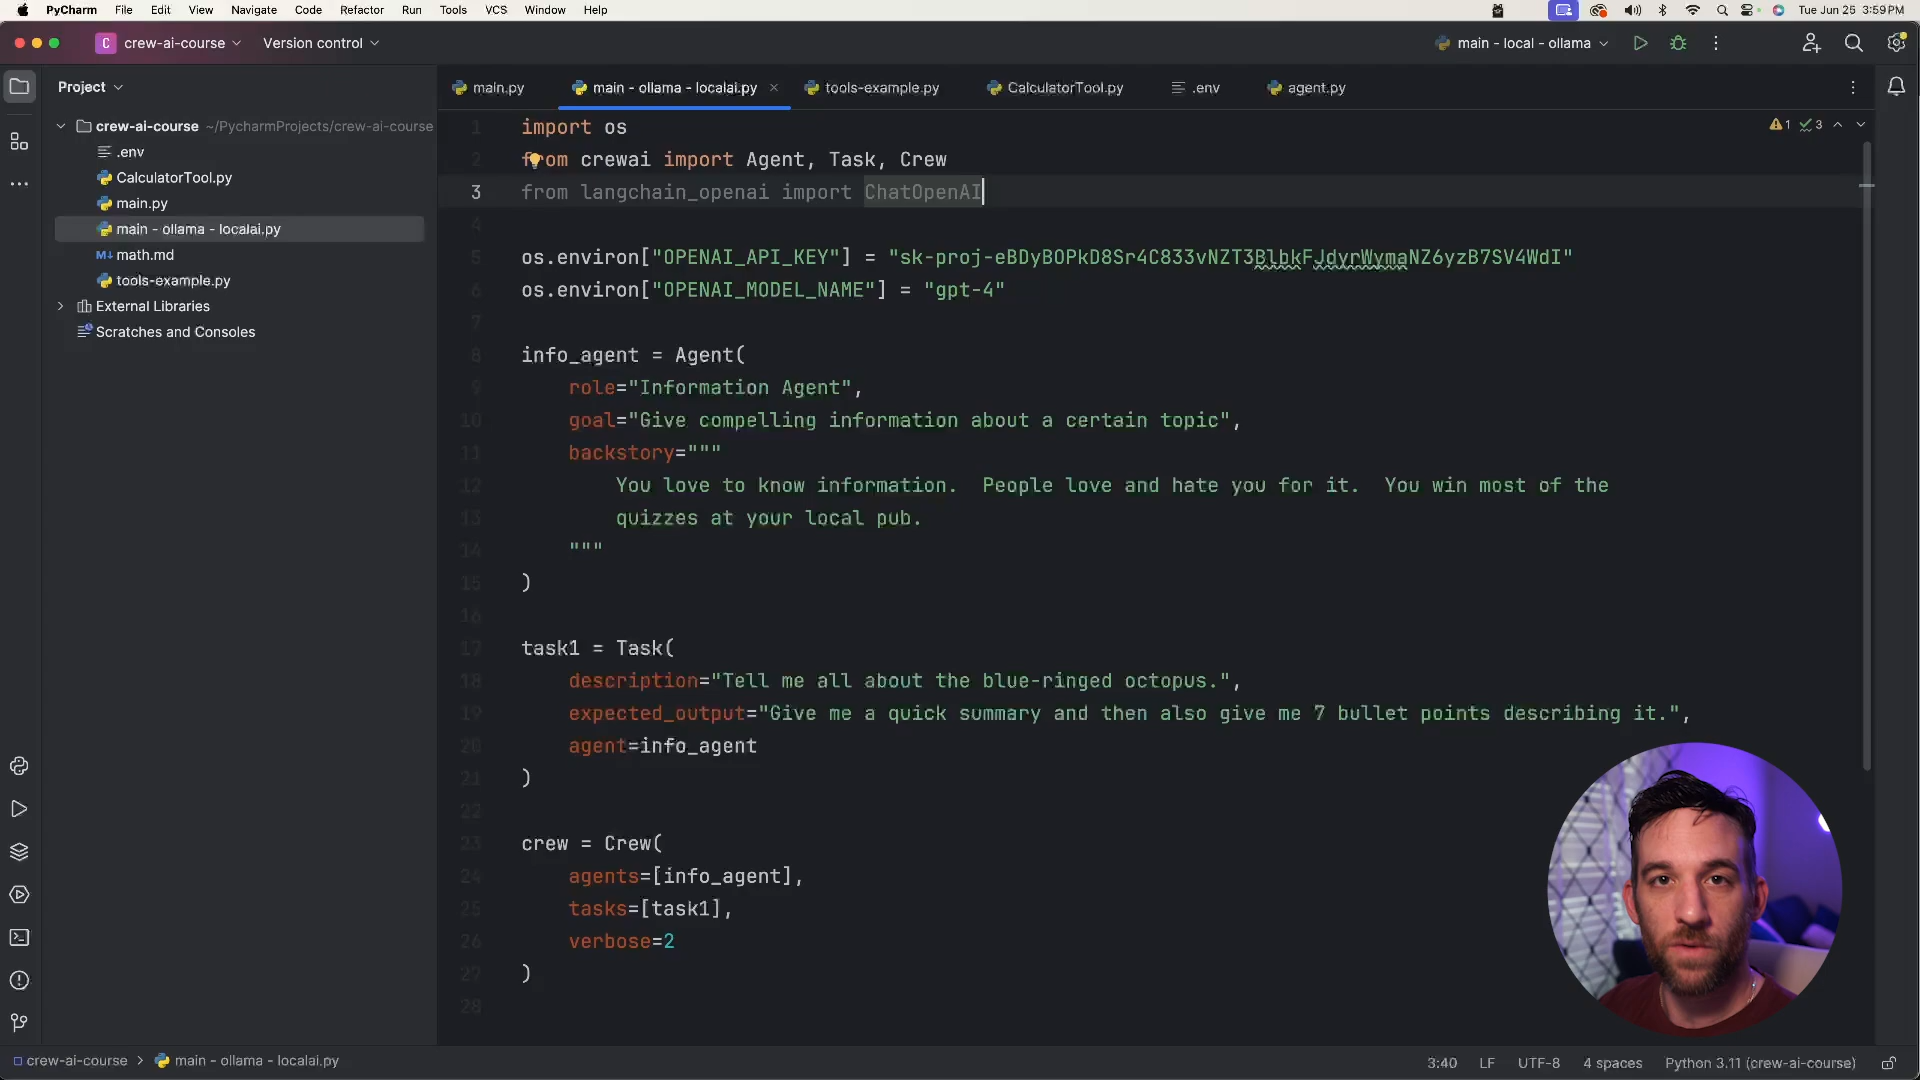 PyCharm File Edit View Navigate Code Refactor Run Tools VCS Window Help Tue Jun 25 3:59 PM
C crew-ai-course Version control main - local - ollama
Project
main.py main - ollama - localai.py tools-example.py CalculatorTool.py .env agent.py
crew-ai-course ~/PycharmProjects/crew-ai-course
.env
CalculatorTool.py
main.py
main - ollama - localai.py
M↓ math.md
tools-example.py
External Libraries
Scratches and Consoles
1 3
1 import os
2 from crewai import Agent, Task, Crew
3 from langchain_openai import ChatOpenAI
4
5 os.environ["OPENAI_API_KEY"] = "sk-proj-eBDyBOPkD8Sr4C833vNZT3BlbkFJdyrWymaNZ6yzB7SV4WdI"
6 os.environ["OPENAI_MODEL_NAME"] = "gpt-4"
7
8 info_agent = Agent(
9 role="Information Agent",
10 goal="Give compelling information about a certain topic",
11 backstory="""
12 You love to know information.  People love and hate you for it.  You win most of the
13 quizzes at your local pub.
14 """
15 )
16
17 task1 = Task(
18 description="Tell me all about the blue-ringed octopus.",
19 expected_output="Give me a quick summary and then also give me 7 bullet points describing it.",
20 agent=info_agent
21 )
22
23 crew = Crew(
24 agents=[info_agent],
25 tasks=[task1],
26 verbose=2
27 )
28
crew-ai-course > main - ollama - localai.py 3:40 LF UTF-8 4 spaces Python 3.11 (crew-ai-course)